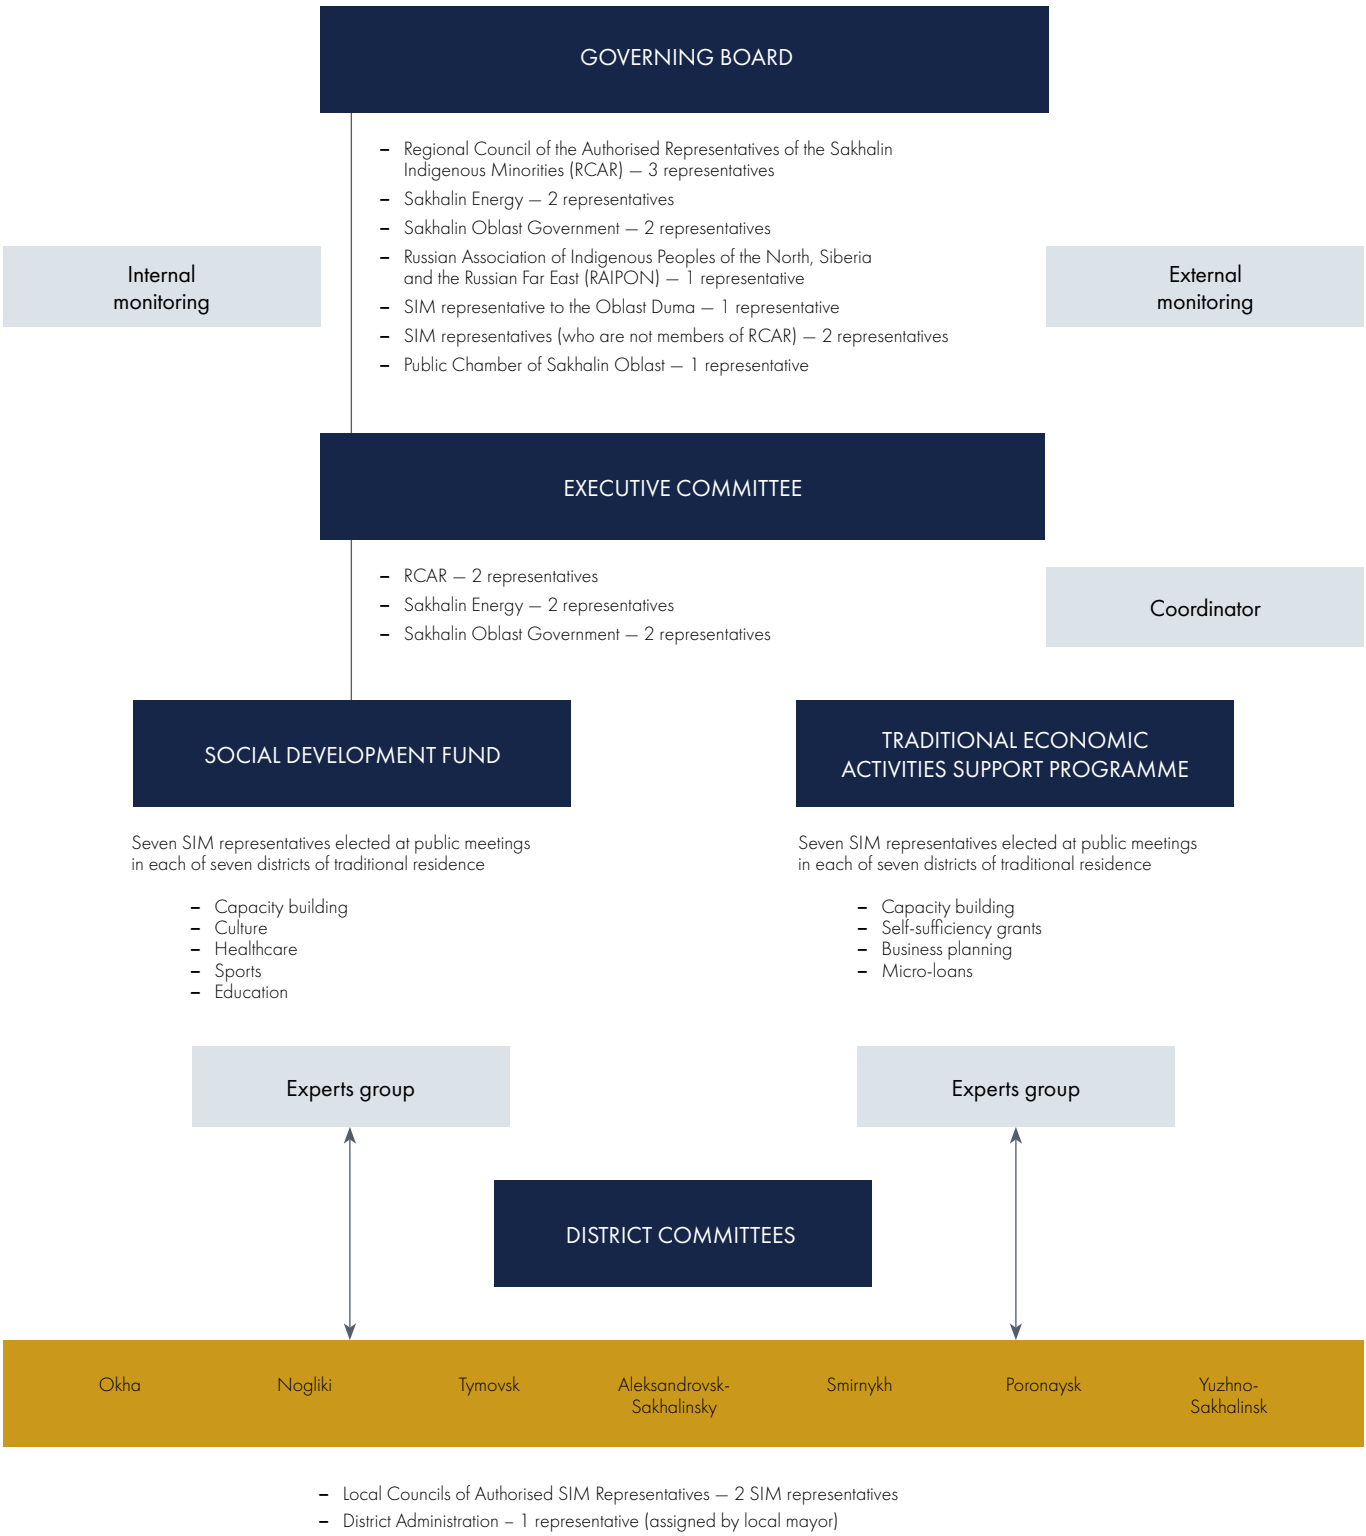 GOVERNING BOARD
– Regional Council of the Authorised Representatives of the Sakhalin
Indigenous Minorities (RCAR) — 3 representatives
– Sakhalin Energy — 2 representatives
– Sakhalin Oblast Government — 2 representatives
– Russian Association of Indigenous Peoples of the North, Siberia
and the Russian Far East (RAIPON) — 1 representative
– SIM representative to the Oblast Duma — 1 representative
– SIM representatives (who are not members of RCAR) — 2 representatives
– Public Chamber of Sakhalin Oblast — 1 representative
Internal
monitoring
External
monitoring
EXECUTIVE COMMITTEE
– RCAR — 2 representatives
– Sakhalin Energy — 2 representatives
– Sakhalin Oblast Government — 2 representatives
Coordinator
SOCIAL DEVELOPMENT FUND
Seven SIM representatives elected at public meetings
in each of seven districts of traditional residence
– Capacity building
– Culture
– Healthcare
– Sports
– Education
Experts group
TRADITIONAL ECONOMIC
ACTIVITIES SUPPORT PROGRAMME
Seven SIM representatives elected at public meetings
in each of seven districts of traditional residence
– Capacity building
– Self-sufficiency grants
– Business planning
– Micro-loans
Experts group
DISTRICT COMMITTEES
Okha
Nogliki
Tymovsk
Aleksandrovsk-
Sakhalinsky
Smirnykh
Poronaysk
Yuzhno-
Sakhalinsk
– Local Councils of Authorised SIM Representatives — 2 SIM representatives
– District Administration – 1 representative (assigned by local mayor)